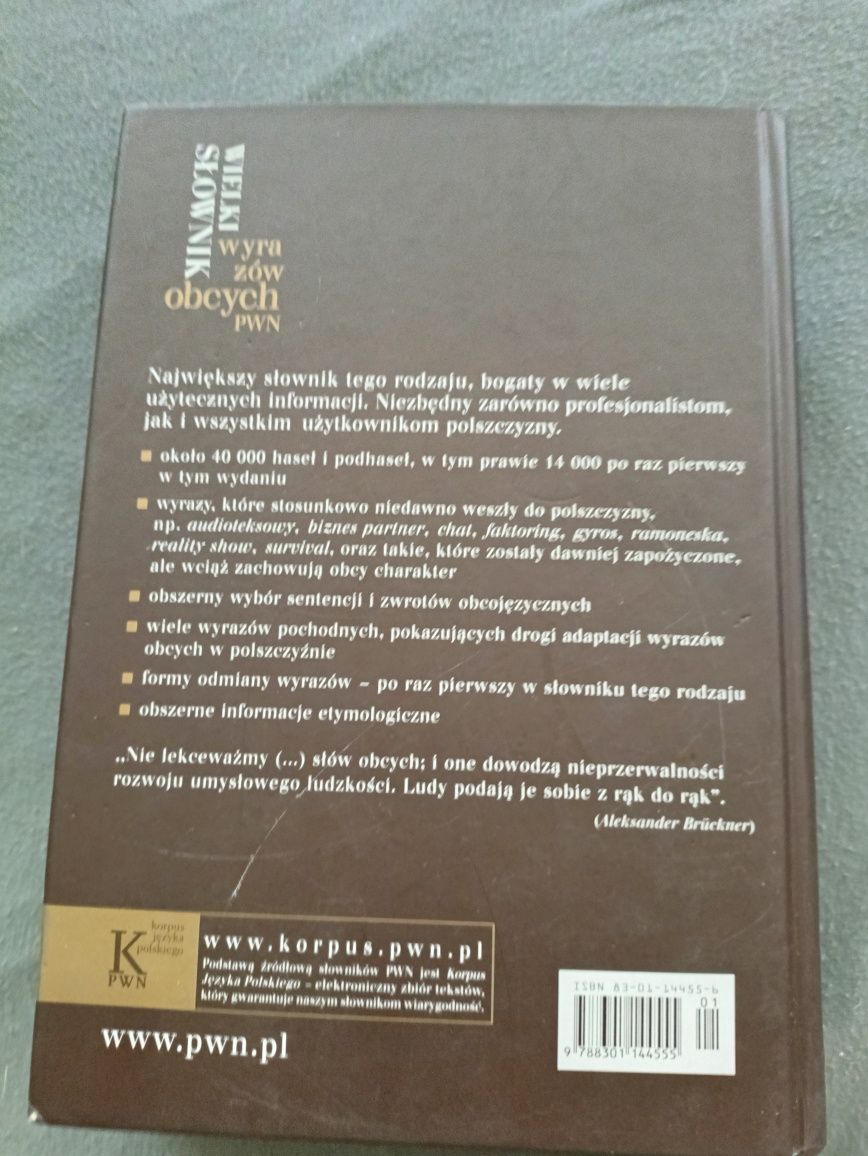 WIELKI
SŁOWNIK
wyra
zów
obcych
PWN
Największy słownik tego rodzaju, bogaty w wiele
użytecznych informacji. Niezbędny zarówno profesjonalistom,
jak i wszystkim użytkownikom polszczyzny.
około 40 000 haseł i podhaseł, w tym prawie 14 000 po raz pierwszy
w tym wydaniu
wyrazy, które stosunkowo niedawno weszły do polszczyzny,
np. audioteksowy, biznes partner, chat, faktoring, gyros, ramoneska,
reality show, survival, oraz takie, które zostały dawniej zapożyczone,
ale wciąż zachowują obcy charakter
obszerny wybór sentencji i zwrotów obcojęzycznych
wiele wyrazów pochodnych, pokazujących drogi adaptacji wyrazów
obcych w polszczyźnie
formy odmiany wyrazów – po raz pierwszy w słowniku tego rodzaju
obszerne informacje etymologiczne
„Nie lekceważmy (...) słów obcych; i one dowodzą nieprzerwalności
rozwoju umysłowego ludzkości. Ludy podają je sobie z rąk do rąk”.
(Aleksander Brückner)
korpus
języka
polskiego
K
PWN
www.korpus.pwn.pl
Podstawą źródłową słowników PWN jest Korpus
Języka Polskiego – elektroniczny zbiór tekstów,
który gwarantuje naszym słownikom wiarygodność.
www.pwn.pl
ISBN 83-01-14455-6
01
9 788301 144555